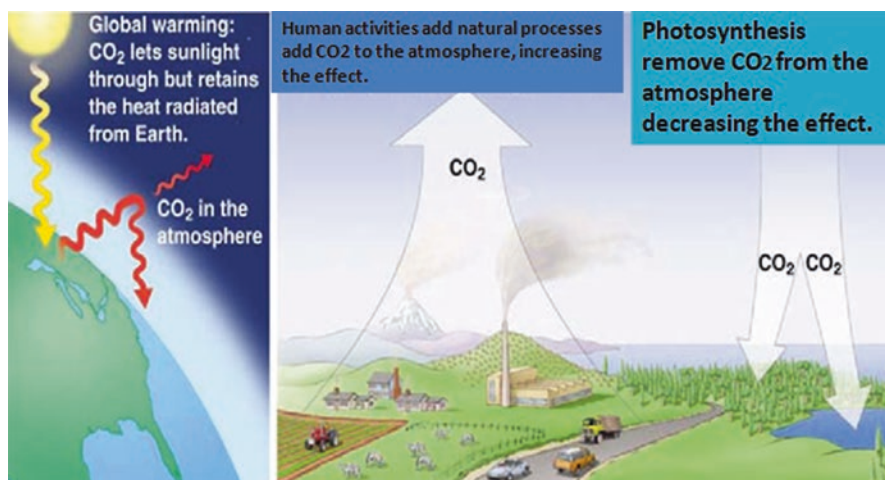 Global warming:
CO₂ lets sunlight
through but retains
the heat radiated
from Earth.
CO₂ in the
atmosphere
Human activities add natural processes
add CO2 to the atmosphere, increasing
the effect.
CO₂
Photosynthesis
remove CO2 from the
atmosphere
decreasing the effect.
CO₂ CO₂